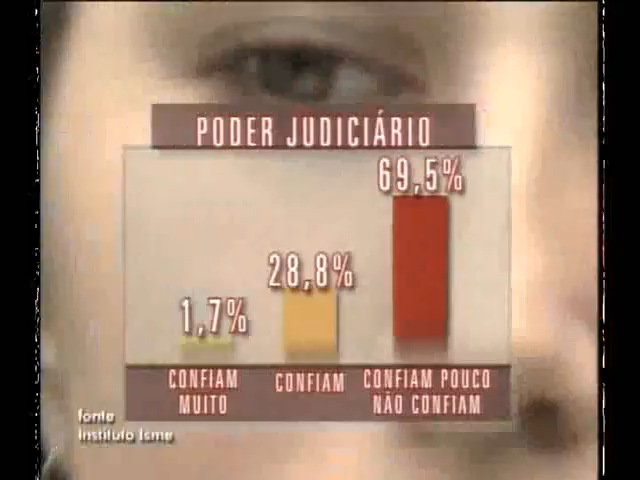 PODER JUDICIÁRIO
69,5%
28,8%
1,7%
CONFIAM MUITO
CONFIAM
CONFIAM POUCO
NÃO CONFIAM
fonte
Instituto Isme